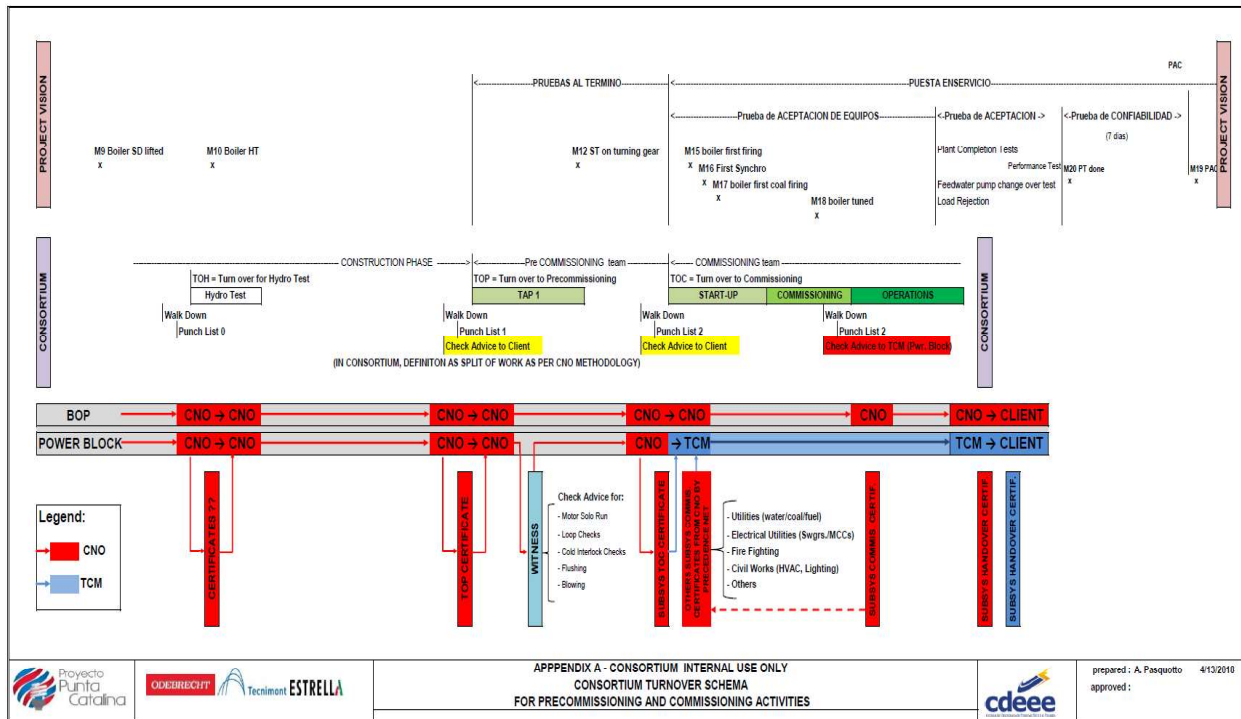 PROJECT VISION
PAC
<---------------------PRUEBAS AL TERMINO------------->
<----------------------------------------------------PUESTA ENSERVICIO-----------------------------------------------------
<----------------------Prueba de ACEPTACION DE EQUIPOS-------------------
<-Prueba de ACEPTACION ->
<-Prueba de CONFIABILIDAD ->
(7 dias)
M9 Boiler SD lifted
x
M10 Boiler HT
x
M12 ST on turning gear
x
M15 boiler first firing
x
M16 First Synchro
x
M17 boiler first coal firing
x
M18 boiler tuned
x
Plant Completion Tests
Performance Test
Feedwater pump change over test
Load Rejection
M20 PT done
x
M19 PAC
x
PROJECT VISION
CONSORTIUM
---------------------------------------------------- CONSTRUCTION PHASE ---------->
<------------ Pre COMMISSIONING team -------->
<-------------------------- COMMISSIONING team ----------------------------------
TOH = Turn over for Hydro Test
TOP = Turn over to Precommissioning
TOC = Turn over to Commissioning
Hydro Test
TAP 1
START-UP
COMMISSIONING
OPERATIONS
Walk Down
Punch List 0
Walk Down
Punch List 1
Check Advice to Client
Walk Down
Punch List 2
Check Advice to Client
Walk Down
Punch List 2
Check Advice to TCM (Pwr. Block)
(IN CONSORTIUM, DEFINITON AS SPLIT OF WORK AS PER CNO METHODOLOGY)
CONSORTIUM
BOP
CNO → CNO
CNO → CNO
CNO → CNO
CNO
CNO → CLIENT
POWER BLOCK
CNO → CNO
CNO → CNO
CNO → TCM
TCM → CLIENT
Legend:
CNO
TCM
CERTIFICATES ??
TOP CERTIFICATE
WITNESS
Check Advice for:
- Motor Solo Run
- Loop Checks
- Cold Interlock Checks
- Flushing
- Blowing
SUBSYS TOC CERTIFICATE
OTHERS SUBSYS COMMIS.
CERTIFICATES FROM CNO BY
PRECEDENCE NET
- Utilities (water/coal/fuel)
- Electrical Utilities (Swgrs./MCCs)
- Fire Fighting
- Civil Works (HVAC, Lighting)
- Others
SUBSYS COMMIS CERTIF.
SUBSYS HANDOVER CERTIF.
SUBSYS HANDOVER CERTIF.
Proyecto
Punta
Catalina
ODEBRECHT
Tecnimont ESTRELLA
APPPENDIX A - CONSORTIUM INTERNAL USE ONLY
CONSORTIUM TURNOVER SCHEMA
FOR PRECOMMISSIONING AND COMMISSIONING ACTIVITIES
cdeee
prepared : A. Pasquotto 4/13/2010
approved :